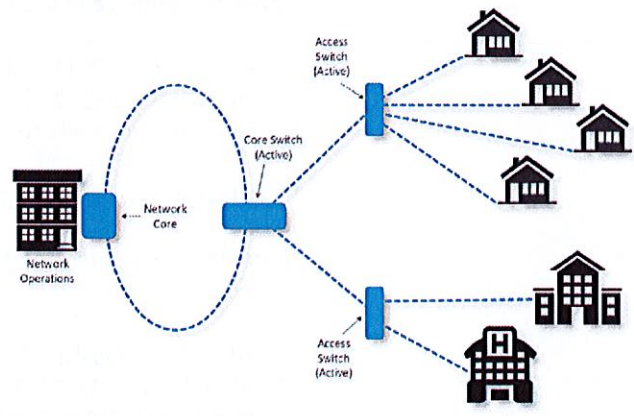 Access
Switch
(Active)
Core Switch
(Active)
Network
Core
Network
Operations
Access
Switch
(Active)
H